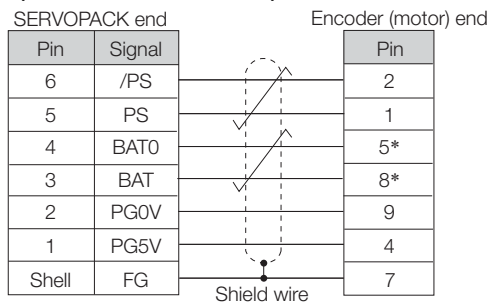 SERVOPACK end Encoder (motor) end
Pin Signal Pin
6 /PS 2
5 PS 1
4 BAT0 5*
3 BAT 8*
2 PG0V 9
1 PG5V 4
Shell FG 7
Shield wire